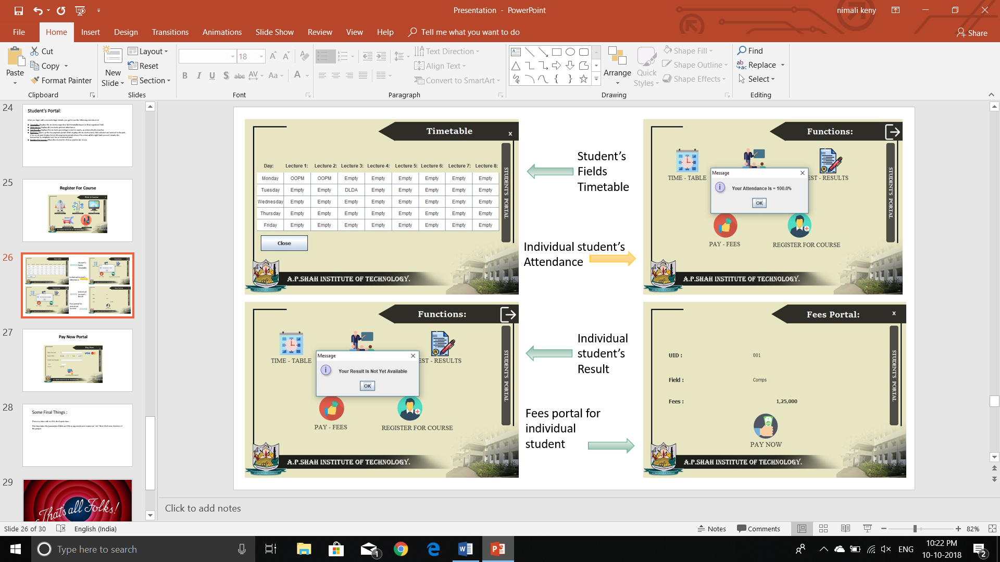 Presentation - PowerPoint
nimali keny
File Home Insert Design Transitions Animations Slide Show Review View Help Tell me what you want to do Share
Paste
Cut
Copy
Format Painter
Clipboard
New Slide
Layout
Reset
Section
Slides
18
Font
Text Direction
Align Text
Convert to SmartArt
Paragraph
Arrange
Quick Styles
Shape Fill
Shape Outline
Shape Effects
Drawing
Find
Replace
Select
Editing
24
Student's Portal:
25
Register For Course
26
27
Pay Now Portal
28
Some Final Things :
29
That's all Folks!
Timetable
x
Day: Lecture 1: Lecture 2: Lecture 3: Lecture 4: Lecture 5: Lecture 6: Lecture 7: Lecture 8:
Monday OOPM OOPM Empty Empty Empty Empty Empty Empty
Tuesday Empty Empty DLDA Empty Empty Empty Empty Empty
Wednesday Empty Empty Empty Empty Empty Empty Empty Empty
Thursday Empty Empty Empty Empty Empty Empty Empty Empty
Friday Empty Empty Empty Empty Empty Empty Empty Empty
Close
STUDENT'S PORTAL
A.P.SHAH INSTITUTE OF TECHNOLOGY.
Student's
Fields
Timetable
Individual student's
Attendance
Functions:
TIME - TABLE
EST - RESULTS
Message
Your Attendance Is = 100.0%
OK
PAY - FEES
REGISTER FOR COURSE
STUDENT'S PORTAL
A.P.SHAH INSTITUTE OF TECHNOLOGY.
Functions:
TIME - TABLE
EST - RESULTS
Message
Your Result Is Not Yet Available
OK
PAY - FEES
REGISTER FOR COURSE
STUDENT'S PORTAL
A.P.SHAH INSTITUTE OF TECHNOLOGY.
Individual
student's
Result
Fees portal for
individual
student
Fees Portal:
x
UID : 001
Field : Comps
Fees : 1,25,000
PAY NOW
STUDENT'S PORTAL
A.P.SHAH INSTITUTE OF TECHNOLOGY.
Click to add notes
Slide 26 of 30
English (India)
Notes
Comments
82%
Type here to search
1
ENG
10:22 PM
10-10-2018
2